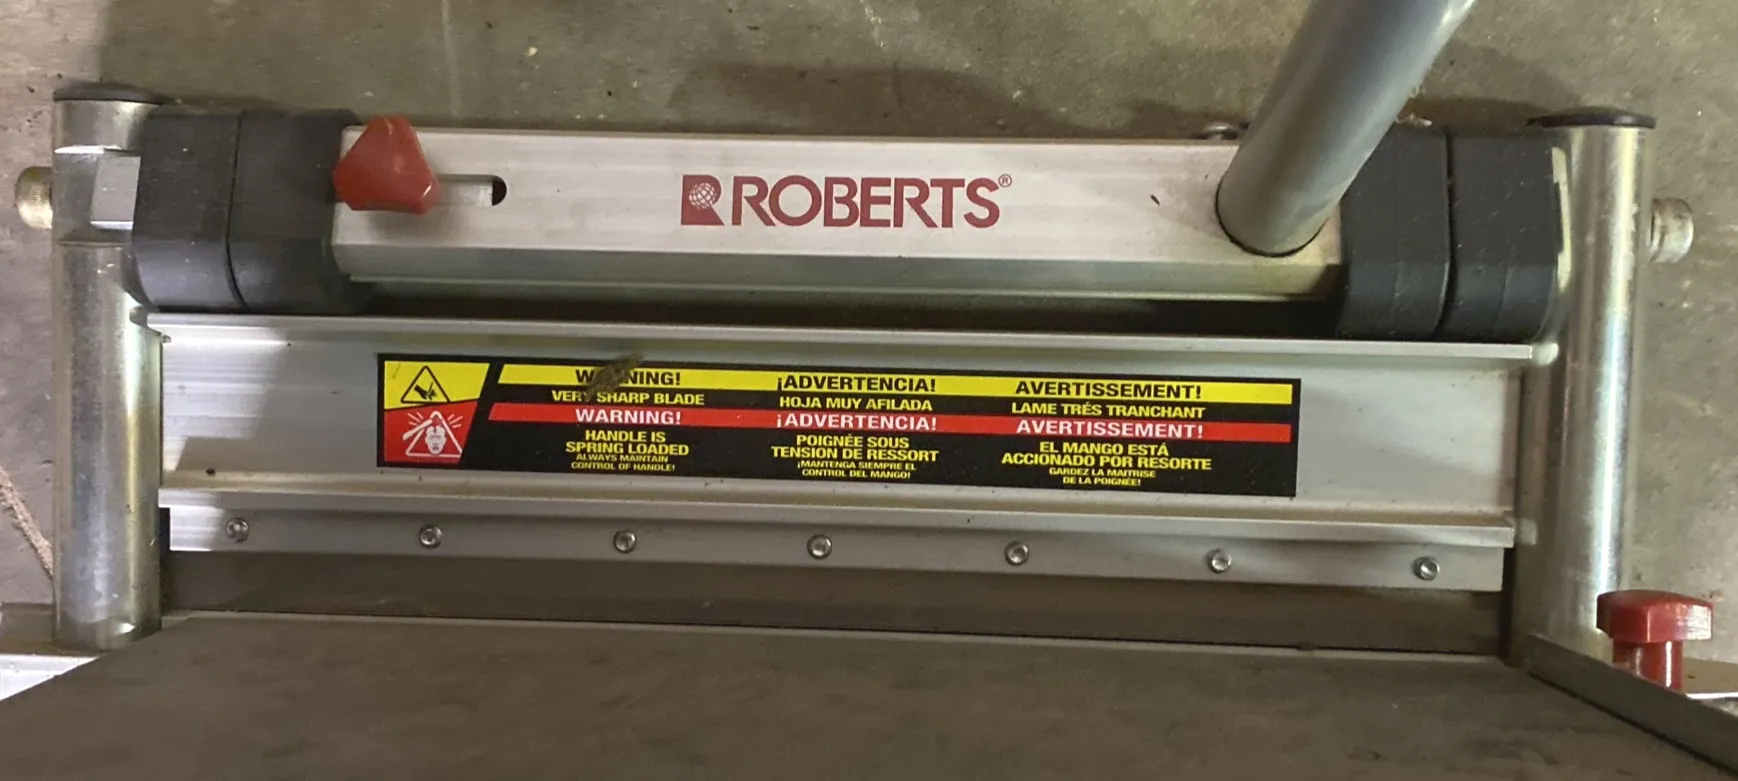 ROBERTS®
WARNING! ¡ADVERTENCIA! AVERTISSEMENT!
VERY SHARP BLADE HOJA MUY AFILADA LAME TRÉS TRANCHANT
WARNING! ¡ADVERTENCIA! AVERTISSEMENT!
HANDLE IS
SPRING LOADED
ALWAYS MAINTAIN
CONTROL OF HANDLE!
POIGNÉE SOUS
TENSION DE RESSORT
¡MANTENGA SIEMPRE EL
CONTROL DEL MANGO!
EL MANGO ESTÁ
ACCIONADO POR RESORTE
GARDEZ LA MAITRISE
DE LA POIGNÉE!